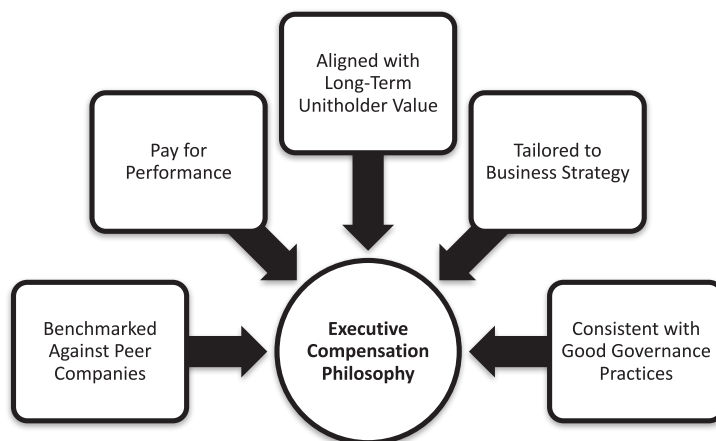 Aligned with
Long-Term
Unitholder Value
Pay for
Performance
Tailored to
Business Strategy
Benchmarked
Against Peer
Companies
Executive
Compensation
Philosophy
Consistent with
Good Governance
Practices